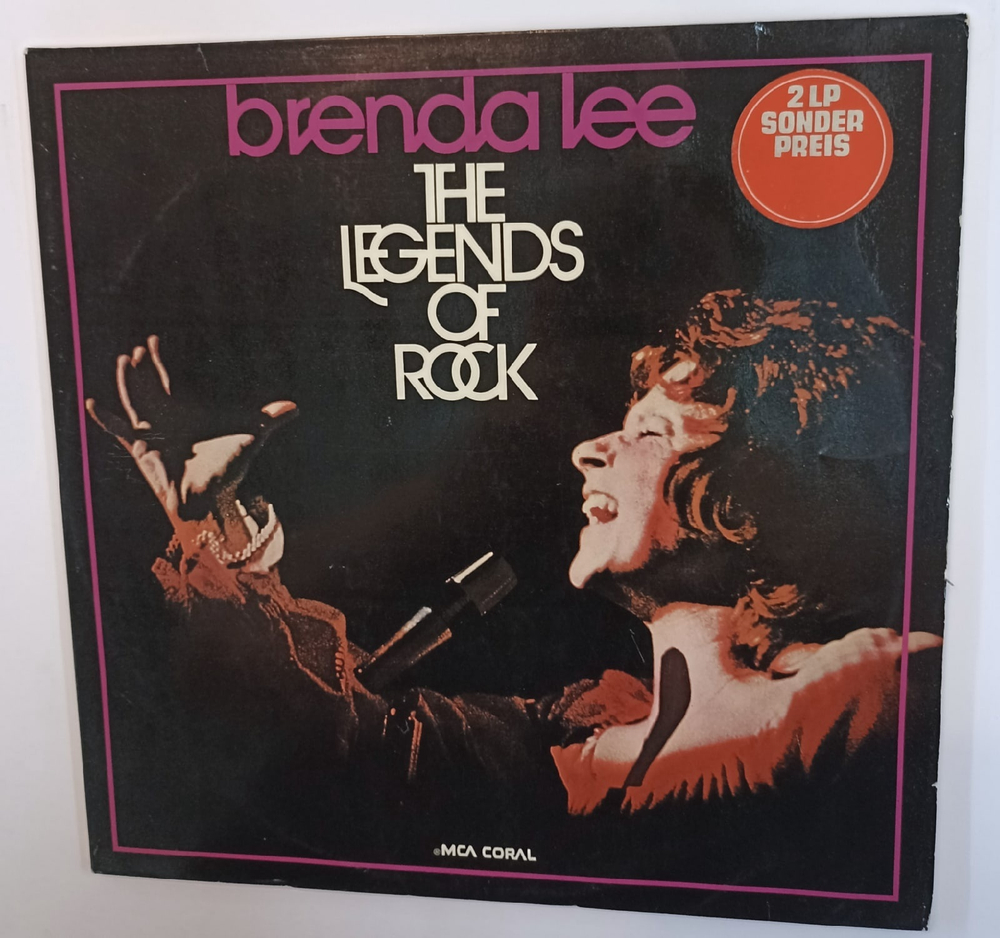 brenda lee
THE
LEGENDS
OF
ROCK
2 LP
SONDER
PREIS
MCA CORAL